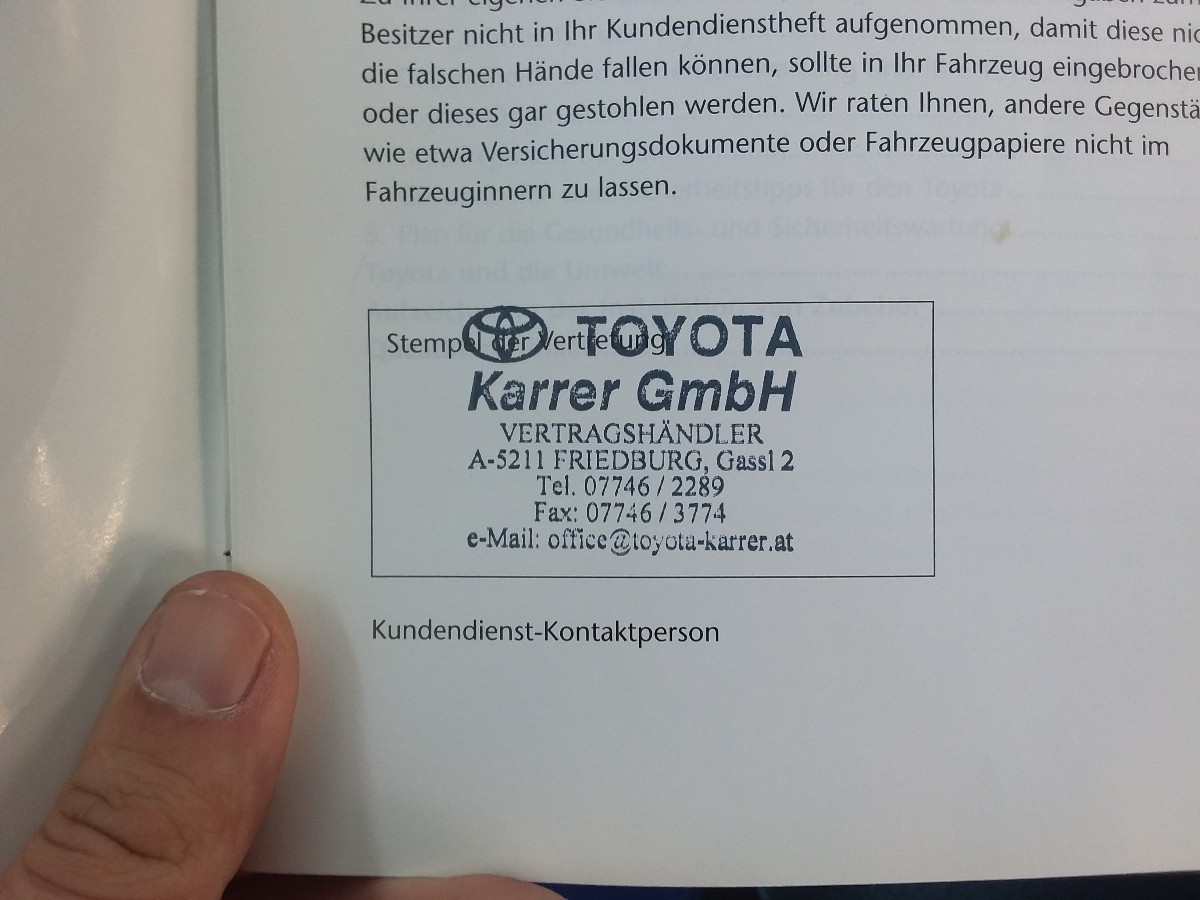 Besitzer nicht in Ihr Kundendienstheft aufgenommen, damit diese
die falschen Hände fallen können, sollte in Ihr Fahrzeug
oder dieses gar gestohlen werden. Wir raten Ihnen, andere
wie etwa Versicherungsdokumente oder Fahrzeugpapiere nicht im
Fahrzeuginnern zu lassen.
Stempel der Vertretung
TOYOTA
Karrer GmbH
VERTRAGSHÄNDLER
A-5211 FRIEDBURG, Gassl 2
Tel. 07746 / 2289
Fax: 07746 / 3774
e-Mail: office@toyota-karrer.at
Kundendienst-Kontaktperson